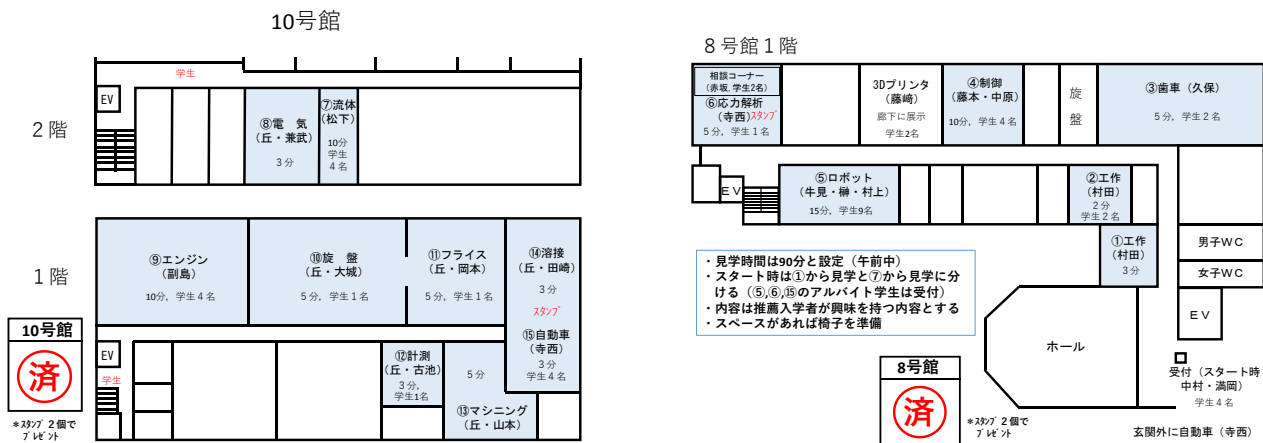 10号館
2階
学生
EV
⑧電 気
(丘・兼武)
3分
⑦流体
(松下)
10分
学生
4名
1階
⑨エンジン
(副島)
10分, 学生4名
⑩旋 盤
(丘・大城)
5分, 学生1名
⑪フライス
(丘・岡本)
5分, 学生1名
⑭溶接
(丘・田崎)
3分
スタンプ
⑮自動車
(寺西)
3分
学生4名
EV
学生
⑫計測
(丘・古池)
3分,
学生1名
5分
⑬マシニング
(丘・山本)
10号館
済
*スタンプ2個で
プレゼント
8号館1階
相談コーナー
(赤坂,学生2名)
⑥応力解析
(寺西)スタンプ
5分, 学生1名
3Dプリンタ
(藤﨑)
廊下に展示
学生2名
④制御
(藤本・中原)
10分, 学生4名
旋
盤
③歯車(久保)
5分, 学生2名
EV
⑤ロボット
(牛見・榊・村上)
15分, 学生9名
②工作
(村田)
2分
学生2名
①工作
(村田)
3分
男子WC
女子WC
EV
・見学時間は90分と設定(午前中)
・スタート時は①から見学と⑦から見学に分
ける(⑤,⑥,⑮のアルバイト学生は受付)
・内容は推薦入学者が興味を持つ内容とする
・スペースがあれば椅子を準備
ホール
受付(スタート時
中村・満岡)
学生4名
8号館
済
*スタンプ2個で
プレゼント
玄関外に自動車(寺西)